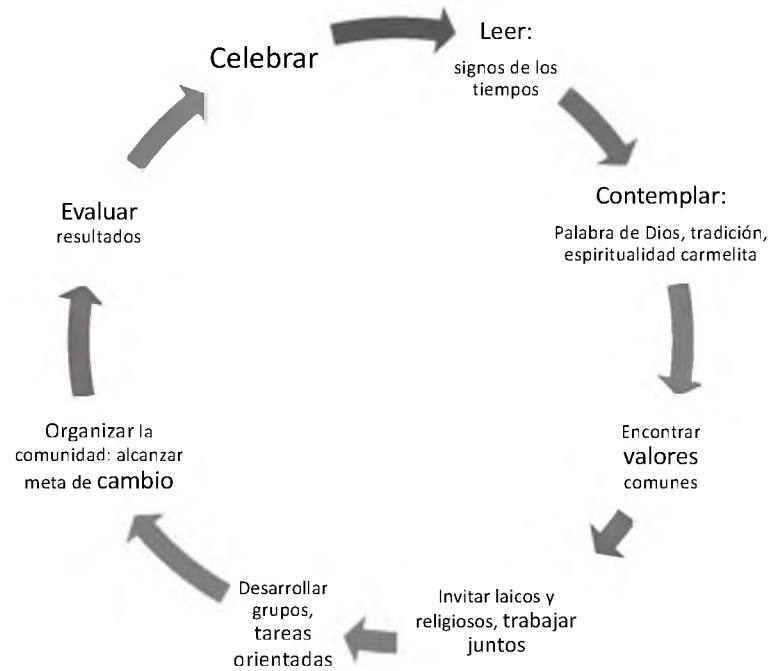 Celebrar
Leer:
signos de los
tiempos
Contemplar:
Palabra de Dios, tradición,
espiritualidad carmelita
Encontrar
valores
comunes
Invitar laicos y
religiosos, trabajar
juntos
Desarrollar
grupos,
tareas
orientadas
Organizar la
comunidad: alcanzar
meta de cambio
Evaluar
resultados